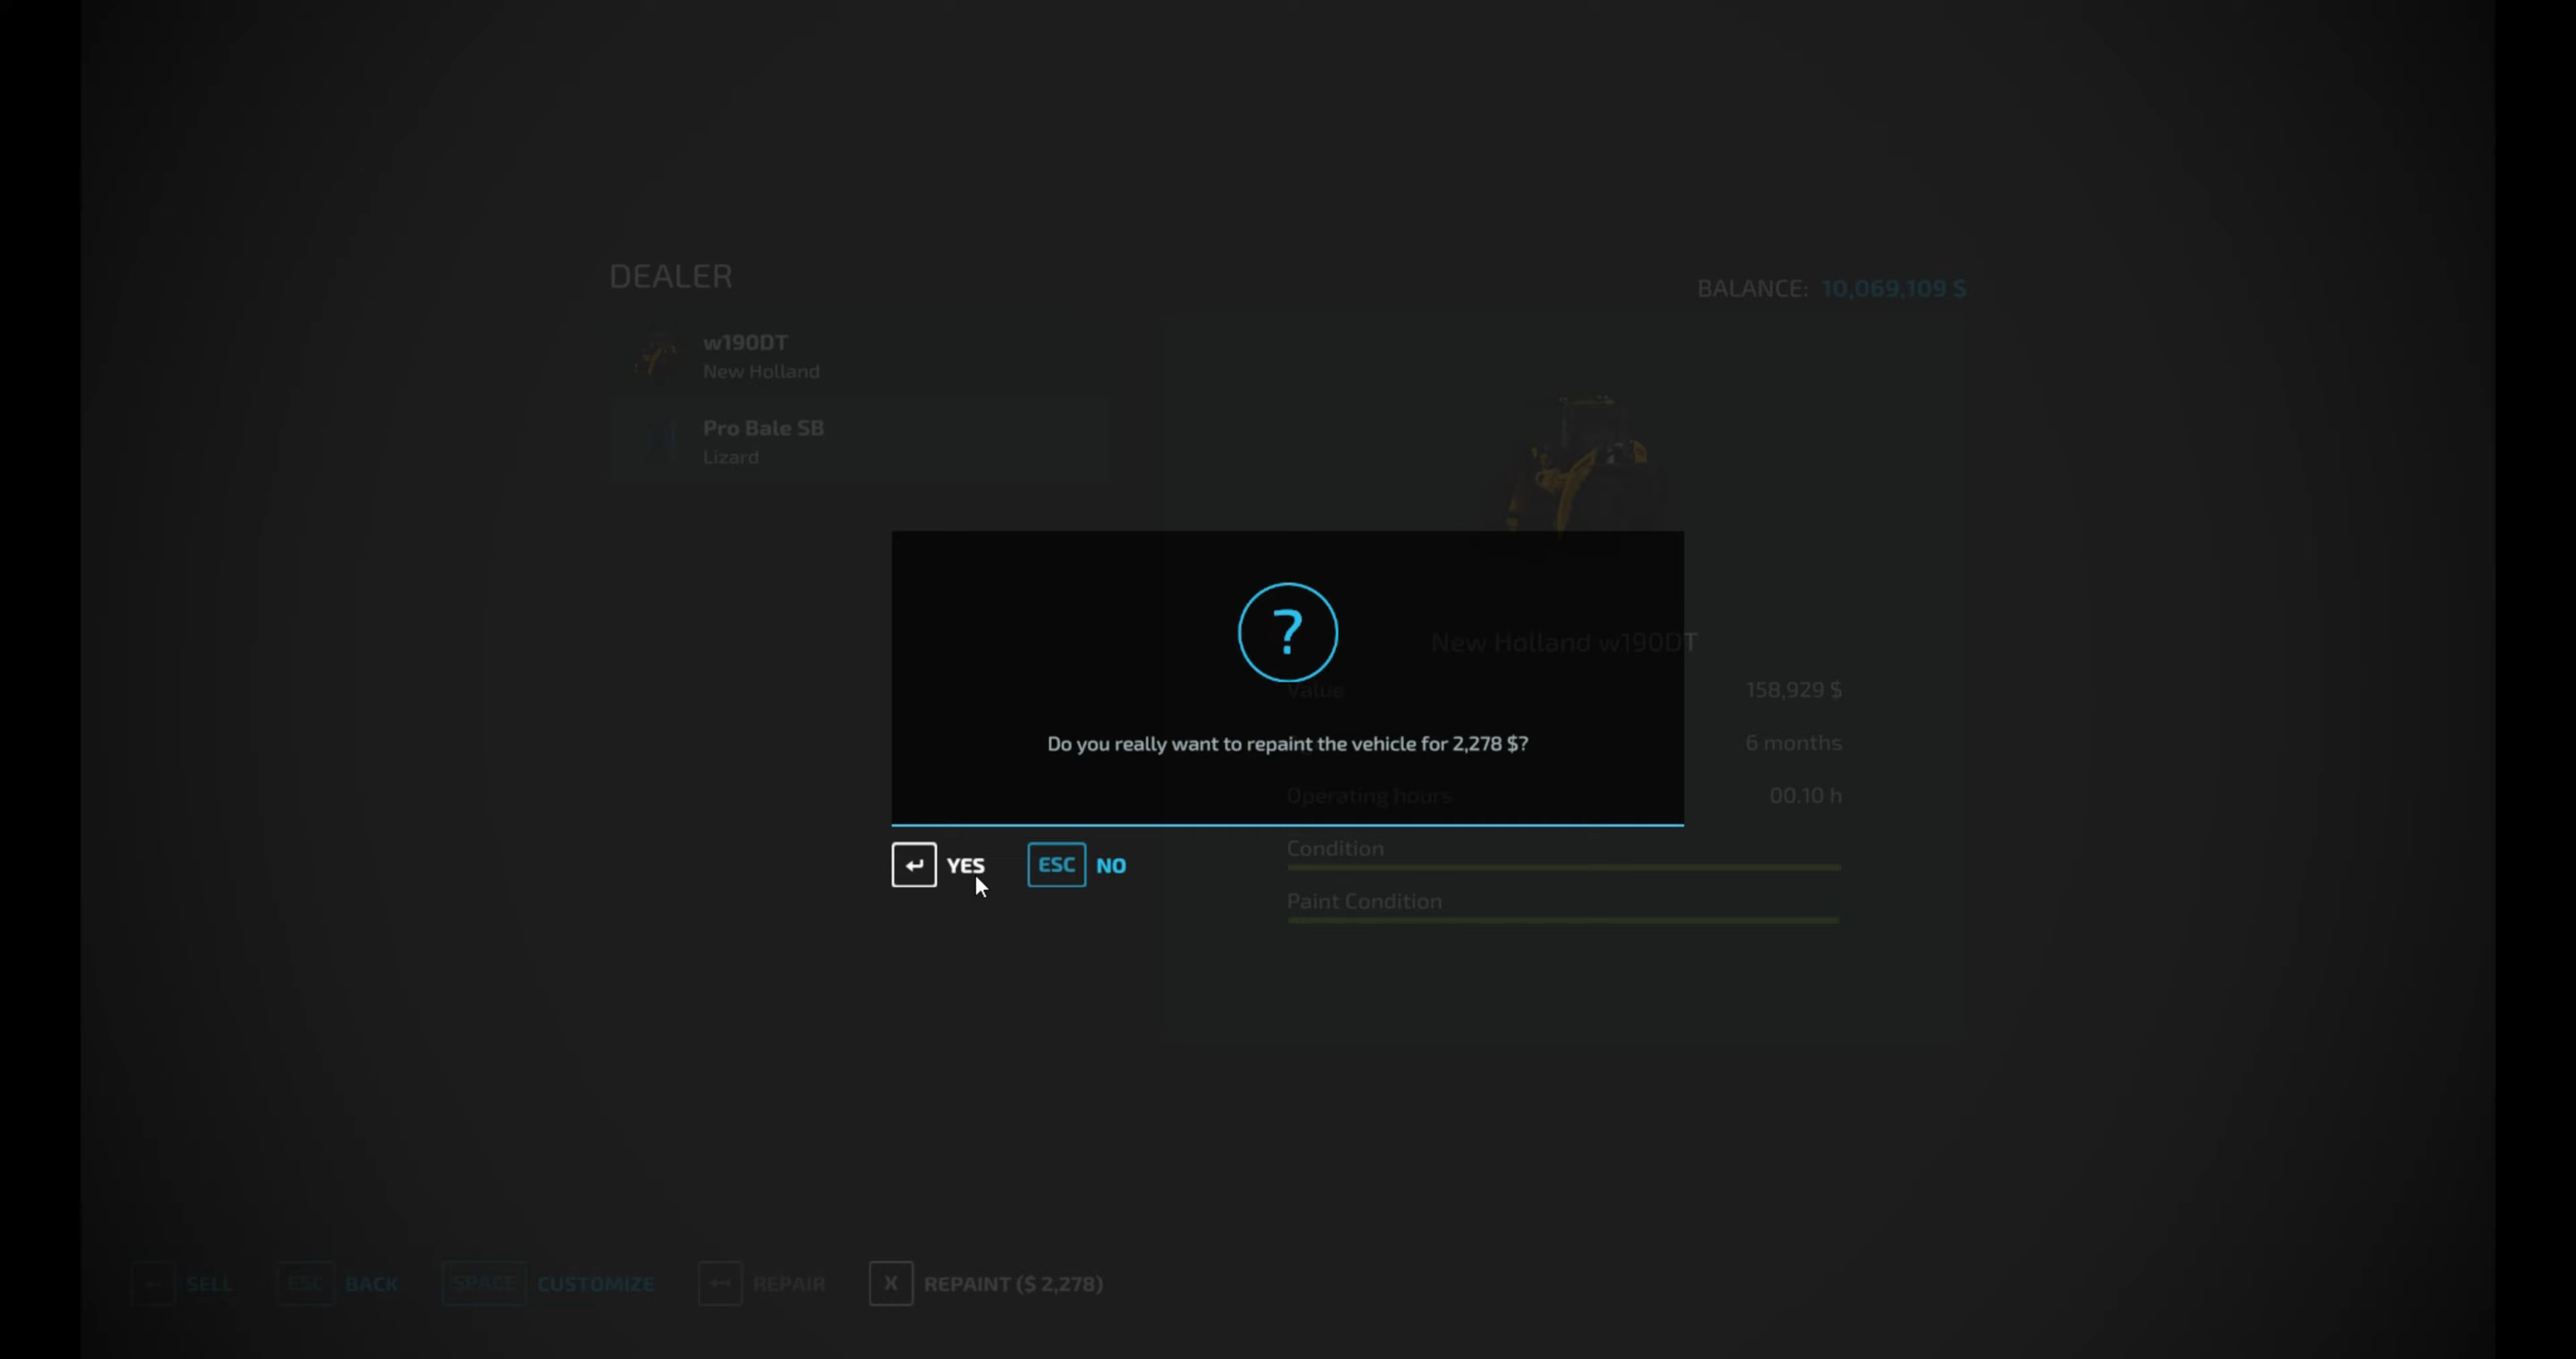 DEALER
BALANCE: 10,069,109 $
w190DT
New Holland
Pro Bale SB
Lizard
?
New Holland w190DT
Value 158,929 $
Do you really want to repaint the vehicle for 2,278 $?
6 months
Operating hours 00.10 h
YES ESC NO
Condition
Paint Condition
SELL ESC BACK SPACE CUSTOMIZE REPAIR X REPAINT ($ 2,278)